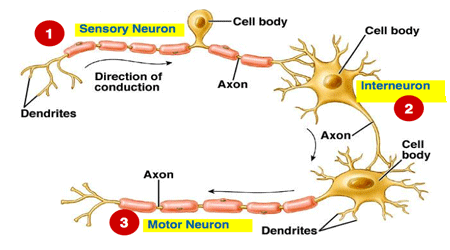 1
Sensory Neuron
Cell body
Cell body
Direction of
conduction
Axon
Interneuron
2
Dendrites
Axon
Cell
body
Axon
3
Motor Neuron
Dendrites